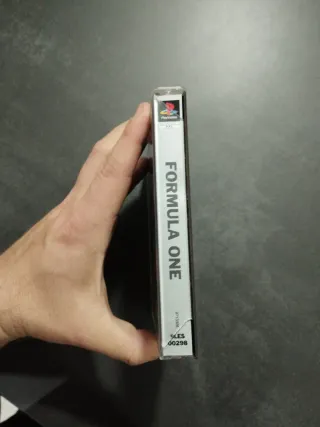 FORMULA ONE
SLES
00298